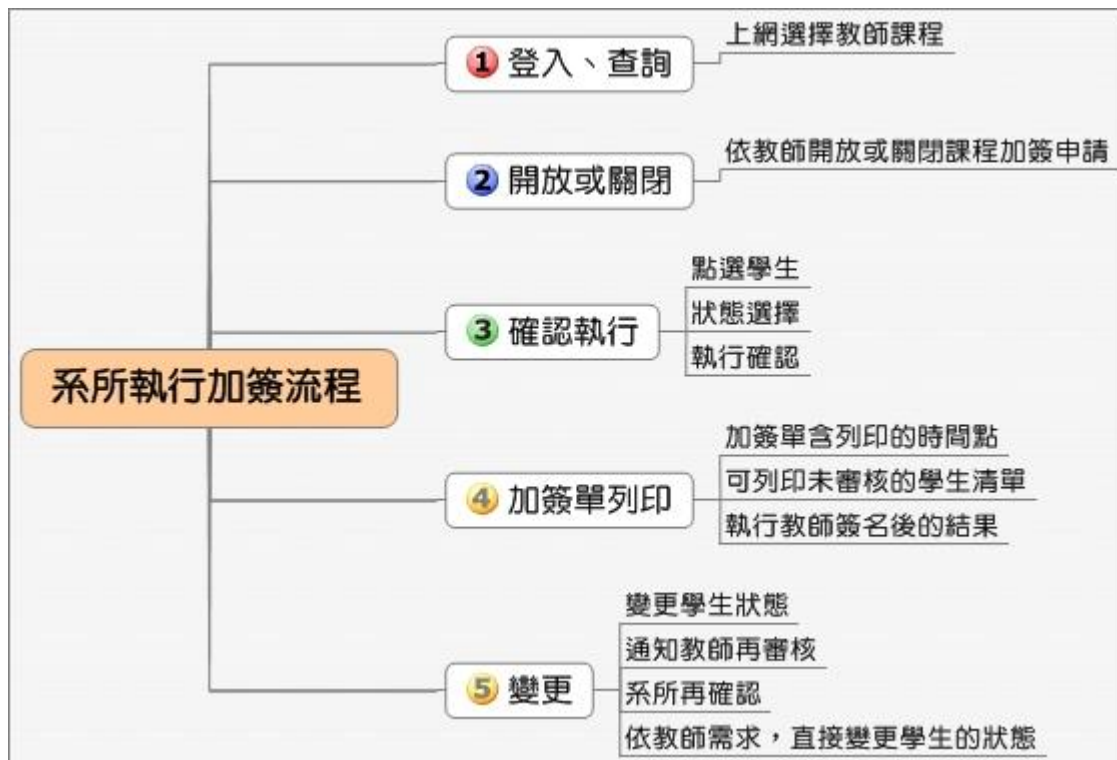 上網選擇教師課程
1 登入、查詢
依教師開放或關閉課程加簽申請
2 開放或關閉
點選學生
狀態選擇
3 確認執行
執行確認
系所執行加簽流程
加簽單含列印的時間點
可列印未審核的學生清單
4 加簽單列印
執行教師簽名後的結果
變更學生狀態
通知教師再審核
5 變更
系所再確認
依教師需求，直接變更學生的狀態